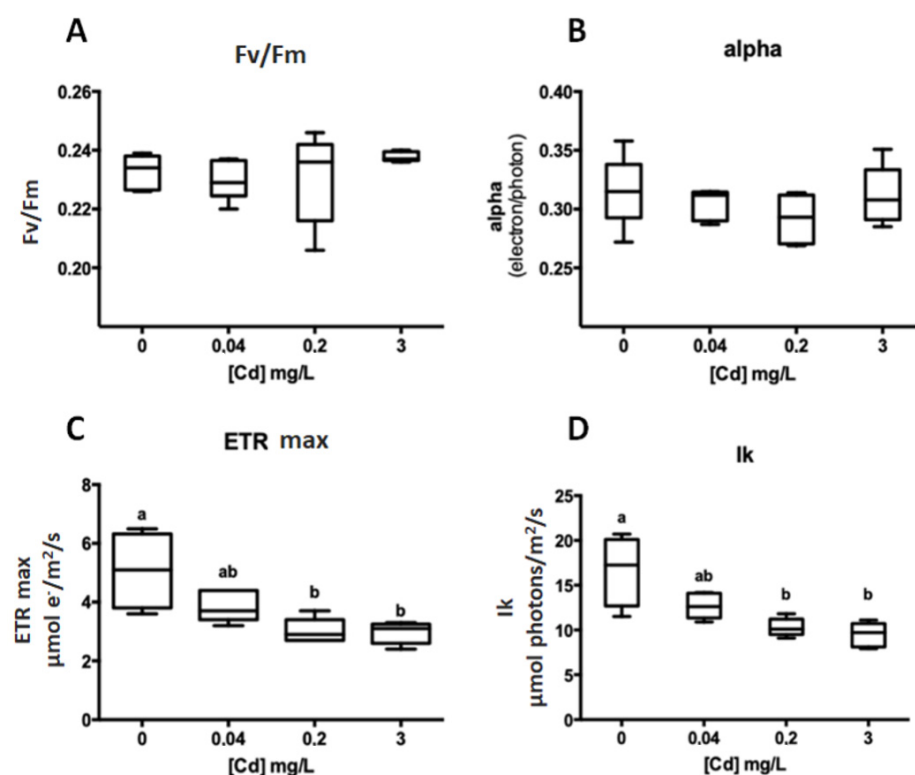 A
Fv/Fm
Fv/Fm
0.26
0.24
0.22
0.20
0
0.04
0.2
3
[Cd] mg/L
B
alpha
alpha
(electron/photon)
0.40
0.35
0.30
0.25
0
0.04
0.2
3
[Cd] mg/L
C
ETR max
ETR max
µmol e⁻/m²/s
8
6
4
2
0
a
ab
b
b
0
0.04
0.2
3
[Cd] mg/L
D
Ik
Ik
µmol photons/m²/s
25
20
15
10
5
0
a
ab
b
b
0
0.04
0.2
3
[Cd] mg/L